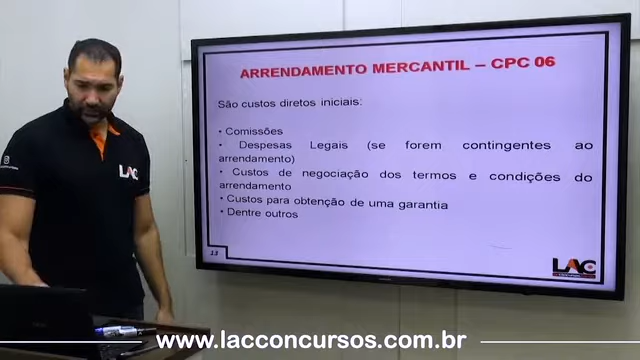 ARRENDAMENTO MERCANTIL – CPC 06
São custos diretos iniciais:
• Comissões
• Despesas Legais (se forem contingentes ao
arrendamento)
• Custos de negociação dos termos e condições do
arrendamento
• Custos para obtenção de uma garantia
• Dentre outros
LAC
13
LAC
www.lacconcursos.com.br